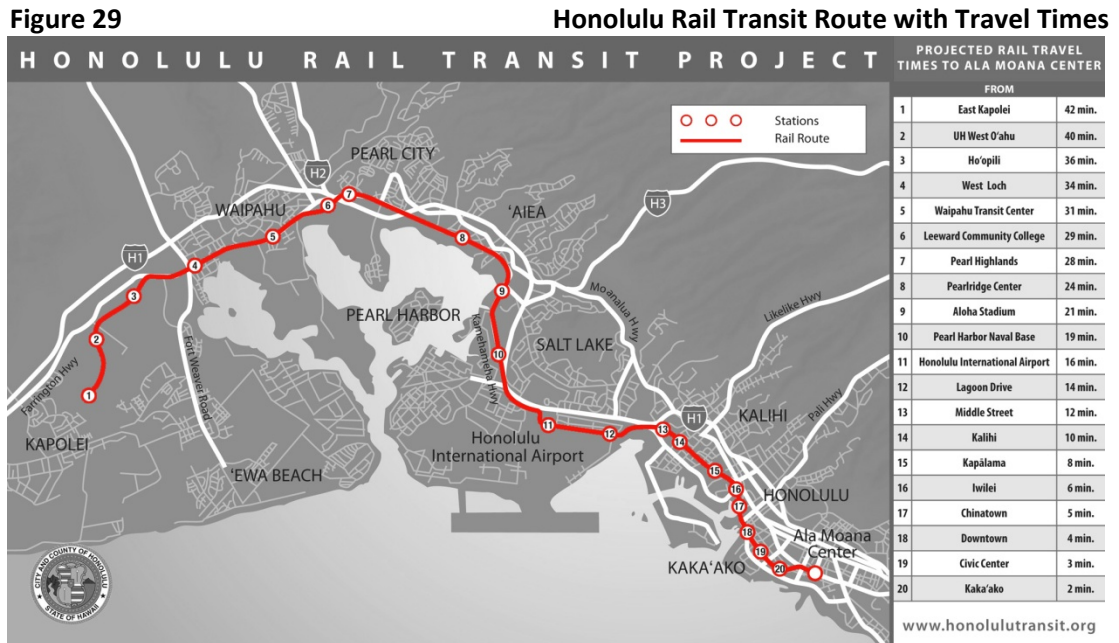 Figure 29
Honolulu Rail Transit Route with Travel Times
HONOLULU RAIL TRANSIT PROJECT
Stations
Rail Route
H2
PEARL CITY
7
6
WAIPAHU
5
'AIEA
8
H3
H1
4
3
9
Moanalua Hwy
Likelike Hwy
PEARL HARBOR
Kamehameha Hwy
SALT LAKE
2
10
Farrington Hwy
1
Fort Weaver Road
Pali Hwy
H1
KALIHI
KAPOLEI
11
12
13
14
Honolulu
International Airport
'EWA BEACH
15
16
HONOLULU
17
18
Ala Moana
Center
19
KAKA'AKO
20
CITY AND COUNTY OF HONOLULU
STATE OF HAWAII
PROJECTED RAIL TRAVEL
TIMES TO ALA MOANA CENTER
FROM
1 East Kapolei 42 min.
2 UH West O'ahu 40 min.
3 Ho'opili 36 min.
4 West Loch 34 min.
5 Waipahu Transit Center 31 min.
6 Leeward Community College 29 min.
7 Pearl Highlands 28 min.
8 Pearlridge Center 24 min.
9 Aloha Stadium 21 min.
10 Pearl Harbor Naval Base 19 min.
11 Honolulu International Airport 16 min.
12 Lagoon Drive 14 min.
13 Middle Street 12 min.
14 Kalihi 10 min.
15 Kapālama 8 min.
16 Iwilei 6 min.
17 Chinatown 5 min.
18 Downtown 4 min.
19 Civic Center 3 min.
20 Kaka'ako 2 min.
www.honolulutransit.org